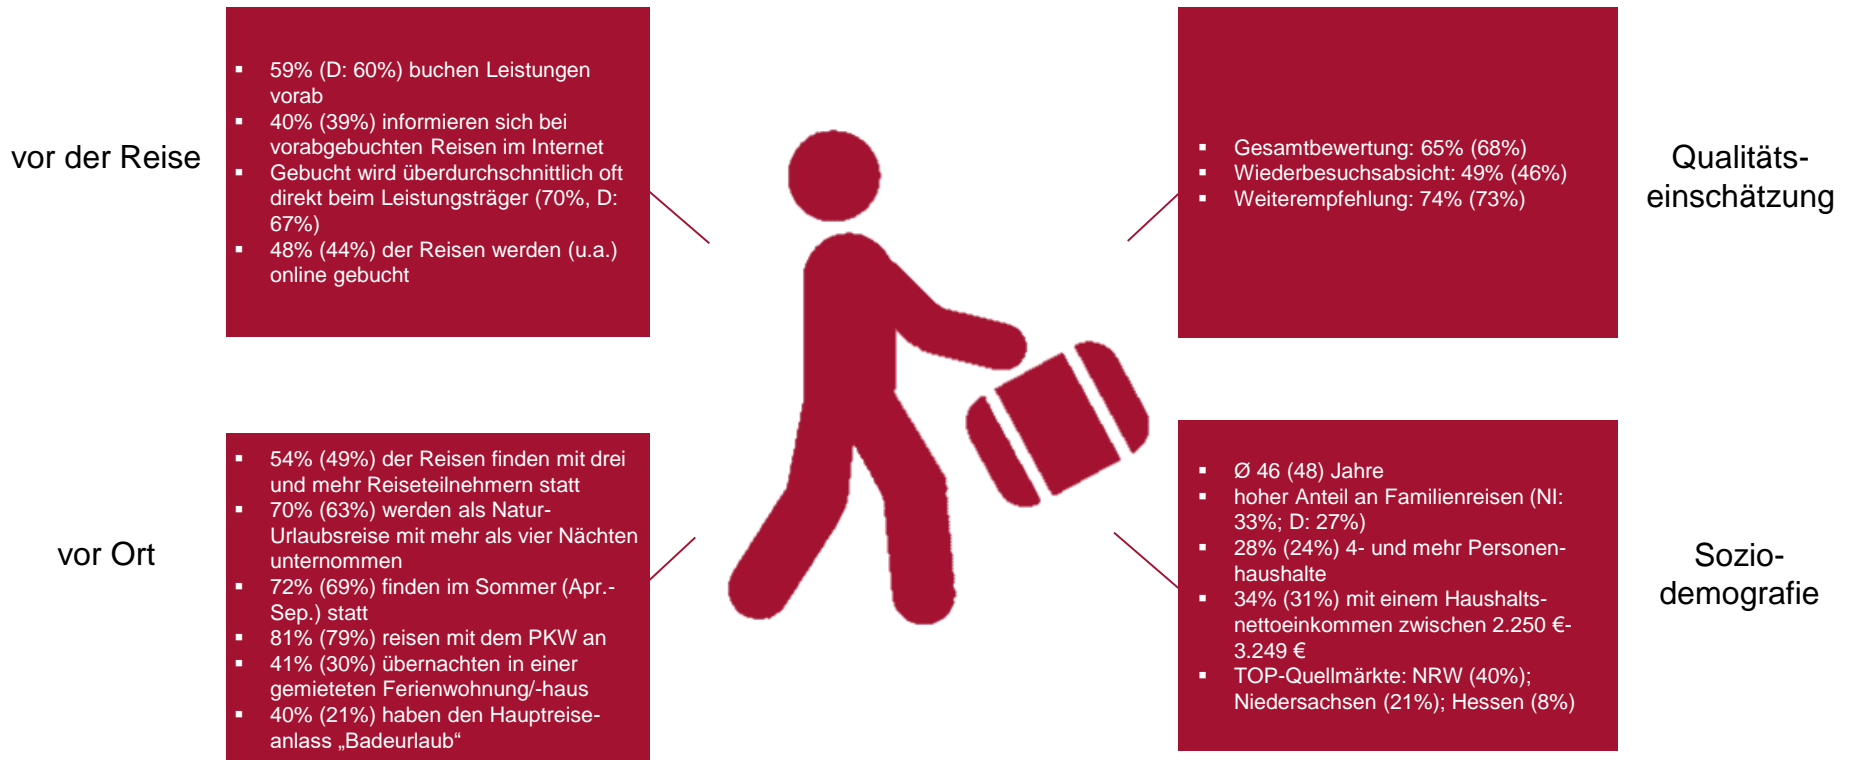 vor der Reise
▪ 59% (D: 60%) buchen Leistungen
vorab
▪ 40% (39%) informieren sich bei
vorabgebuchten Reisen im Internet
▪ Gebucht wird überdurchschnittlich oft
direkt beim Leistungsträger (70%, D:
67%)
▪ 48% (44%) der Reisen werden (u.a.)
online gebucht
▪ Gesamtbewertung: 65% (68%)
▪ Wiederbesuchsabsicht: 49% (46%)
▪ Weiterempfehlung: 74% (73%)
Qualitäts-
einschätzung
vor Ort
▪ 54% (49%) der Reisen finden mit drei
und mehr Reiseteilnehmern statt
▪ 70% (63%) werden als Natur-
Urlaubsreise mit mehr als vier Nächten
unternommen
▪ 72% (69%) finden im Sommer (Apr.-
Sep.) statt
▪ 81% (79%) reisen mit dem PKW an
▪ 41% (30%) übernachten in einer
gemieteten Ferienwohnung/-haus
▪ 40% (21%) haben den Hauptreise-
anlass „Badeurlaub“
▪ Ø 46 (48) Jahre
▪ hoher Anteil an Familienreisen (NI:
33%; D: 27%)
▪ 28% (24%) 4- und mehr Personen-
haushalte
▪ 34% (31%) mit einem Haushalts-
nettoeinkommen zwischen 2.250 €-
3.249 €
▪ TOP-Quellmärkte: NRW (40%);
Niedersachsen (21%); Hessen (8%)
Sozio-
demografie